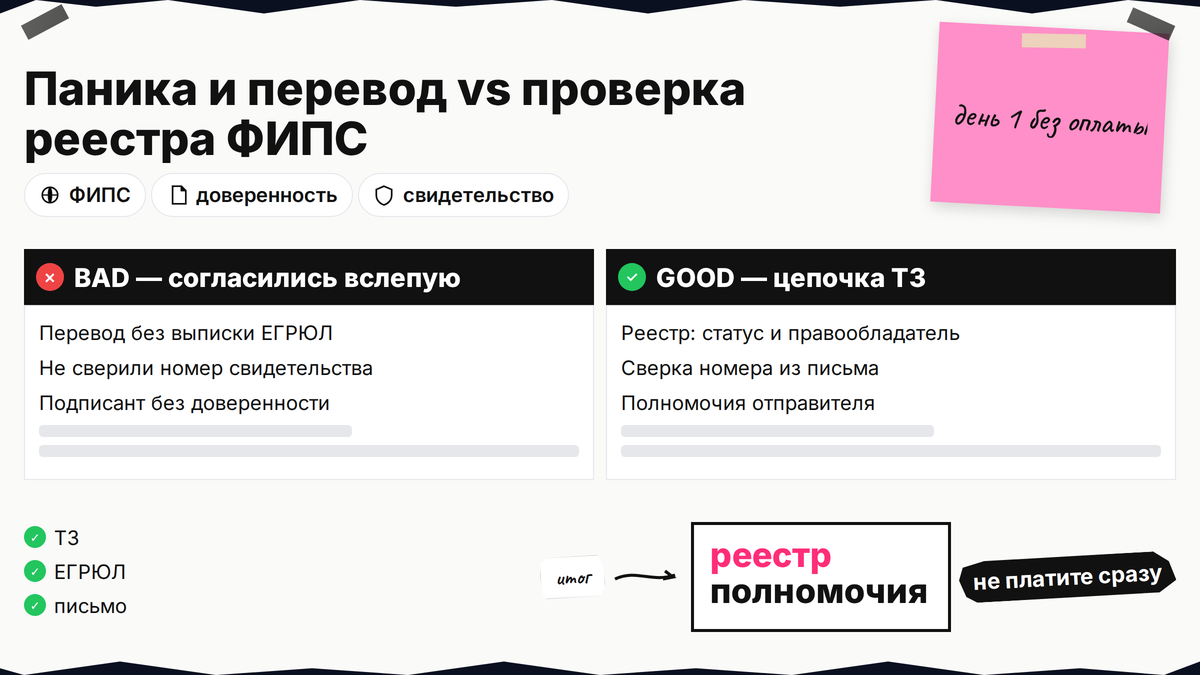 Паника и перевод vs проверка
реестра ФИПС
день 1 без оплаты
ФИПС
доверенность
свидетельство
BAD — согласились вслепую
Перевод без выписки ЕГРЮЛ
Не сверили номер свидетельства
Подписант без доверенности
GOOD — цепочка ТЗ
Реестр: статус и правообладатель
Сверка номера из письма
Полномочия отправителя
ТЗ
ЕГРЮЛ
письмо
итог
реестр
полномочия
не платите сразу